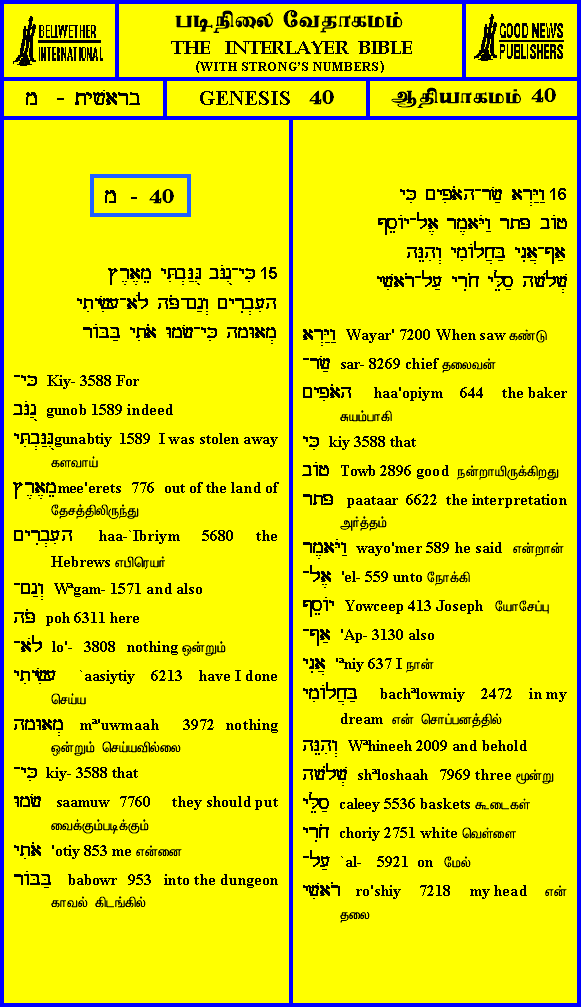 BELLWETHER
INTERNATIONAL
படிநிலை வேதாகமம்
THE INTERLAYER BIBLE
(WITH STRONG'S NUMBERS)
GOOD NEWS
PUBLISHERS
בראשית - מ
GENESIS 40
ஆதியாகமம் 40
מ - 40
15 כִּי־גֻנֹּב גֻּנַּבְתִּי מֵאֶרֶץ
הָעִבְרִים וְגַם־פֹּה לֹא־עָשִׂיתִי
מְאוּמָה כִּי־שָׂמוּ אֹתִי בַּבּוֹר
כִּי־ Kiy- 3588 For
גֻנֹּב gunob 1589 indeed
גֻּנַּבְתִּי gunabtiy 1589 I was stolen away
களவாய்
מֵאֶרֶץ mee'erets 776 out of the land of
தேசத்திலிருந்து
הָעִבְרִים haa-`Ibriym 5680 the
Hebrews எபிரெயர்
וְגַם־ Wªgam- 1571 and also
פֹּה poh 6311 here
לֹא־ lo'- 3808 nothing ஒன்றும்
עָשִׂיתִי `aasiytiy 6213 have I done
செய்ய
מְאוּמָה mª'uwmaah 3972 nothing
ஒன்றும் செய்யவில்லை
כִּי־ kiy- 3588 that
שָׂמוּ saamuw 7760 they should put
வைக்கும்படிக்கும்
אֹתִי 'otiy 853 me என்னை
בַּבּוֹר babowr 953 into the dungeon
காவல் கிடங்கில்
16 וַיַּרְא שַׂר־הָאֹפִים כִּי
טוֹב פָּתָר וַיֹּאמֶר אֶל־יוֹסֵף
אַף־אֲנִי בַּחֲלוֹמִי וְהִנֵּה
שְׁלֹשָׁה סַלֵּי חֹרִי עַל־רֹאשִׁי
וַיַּרְא Wayar' 7200 When saw கண்டு
שַׂר־ sar- 8269 chief தலைவன்
הָאֹפִים haa'opiym 644 the baker
சுயம்பாகி
כִּי kiy 3588 that
טוֹב Towb 2896 good நன்றாயிருக்கிறது
פָּתָר paataar 6622 the interpretation
அர்த்தம்
וַיֹּאמֶר wayo'mer 589 he said என்றான்
אֶל־ 'el- 559 unto நோக்கி
יוֹסֵף Yowceep 413 Joseph யோசேப்பு
אַף־ 'Ap- 3130 also
אֲנִי 'ªniy 637 I நான்
בַּחֲלוֹמִי bachªlowmiy 2472 in my
dream என் சொப்பனத்தில்
וְהִנֵּה Wªhineeh 2009 and behold
שְׁלֹשָׁה shªloshaah 7969 three மூன்று
סַלֵּי caleey 5536 baskets கூடைகள்
חֹרִי choriy 2751 white வெள்ளை
עַל־ `al- 5921 on மேல்
רֹאשִׁי ro'shiy 7218 my head என்
தலை